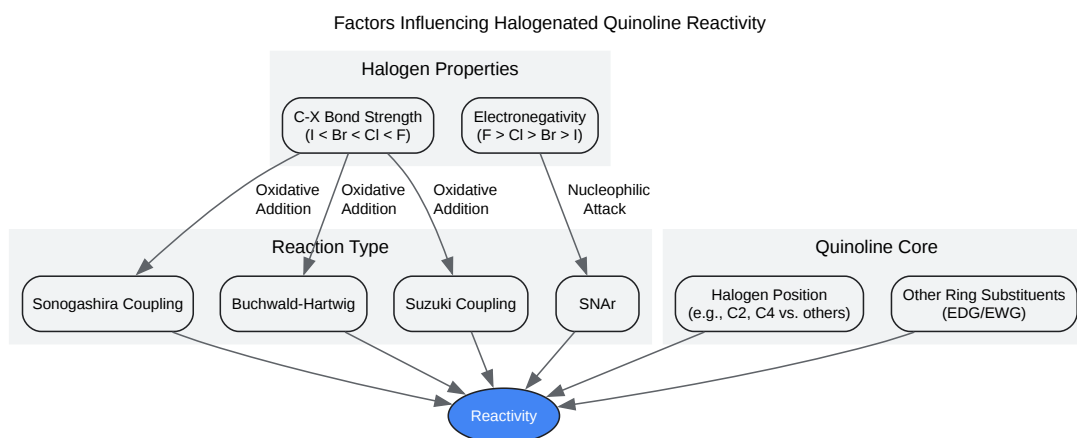 Factors Influencing Halogenated Quinoline Reactivity
Halogen Properties
C-X Bond Strength
(I < Br < Cl < F)
Electronegativity
(F > Cl > Br > I)
Oxidative
Addition
Oxidative
Addition
Oxidative
Addition
Nucleophilic
Attack
Reaction Type
Sonogashira Coupling
Buchwald-Hartwig
Suzuki Coupling
SNAr
Quinoline Core
Halogen Position
(e.g., C2, C4 vs. others)
Other Ring Substituents
(EDG/EWG)
Reactivity